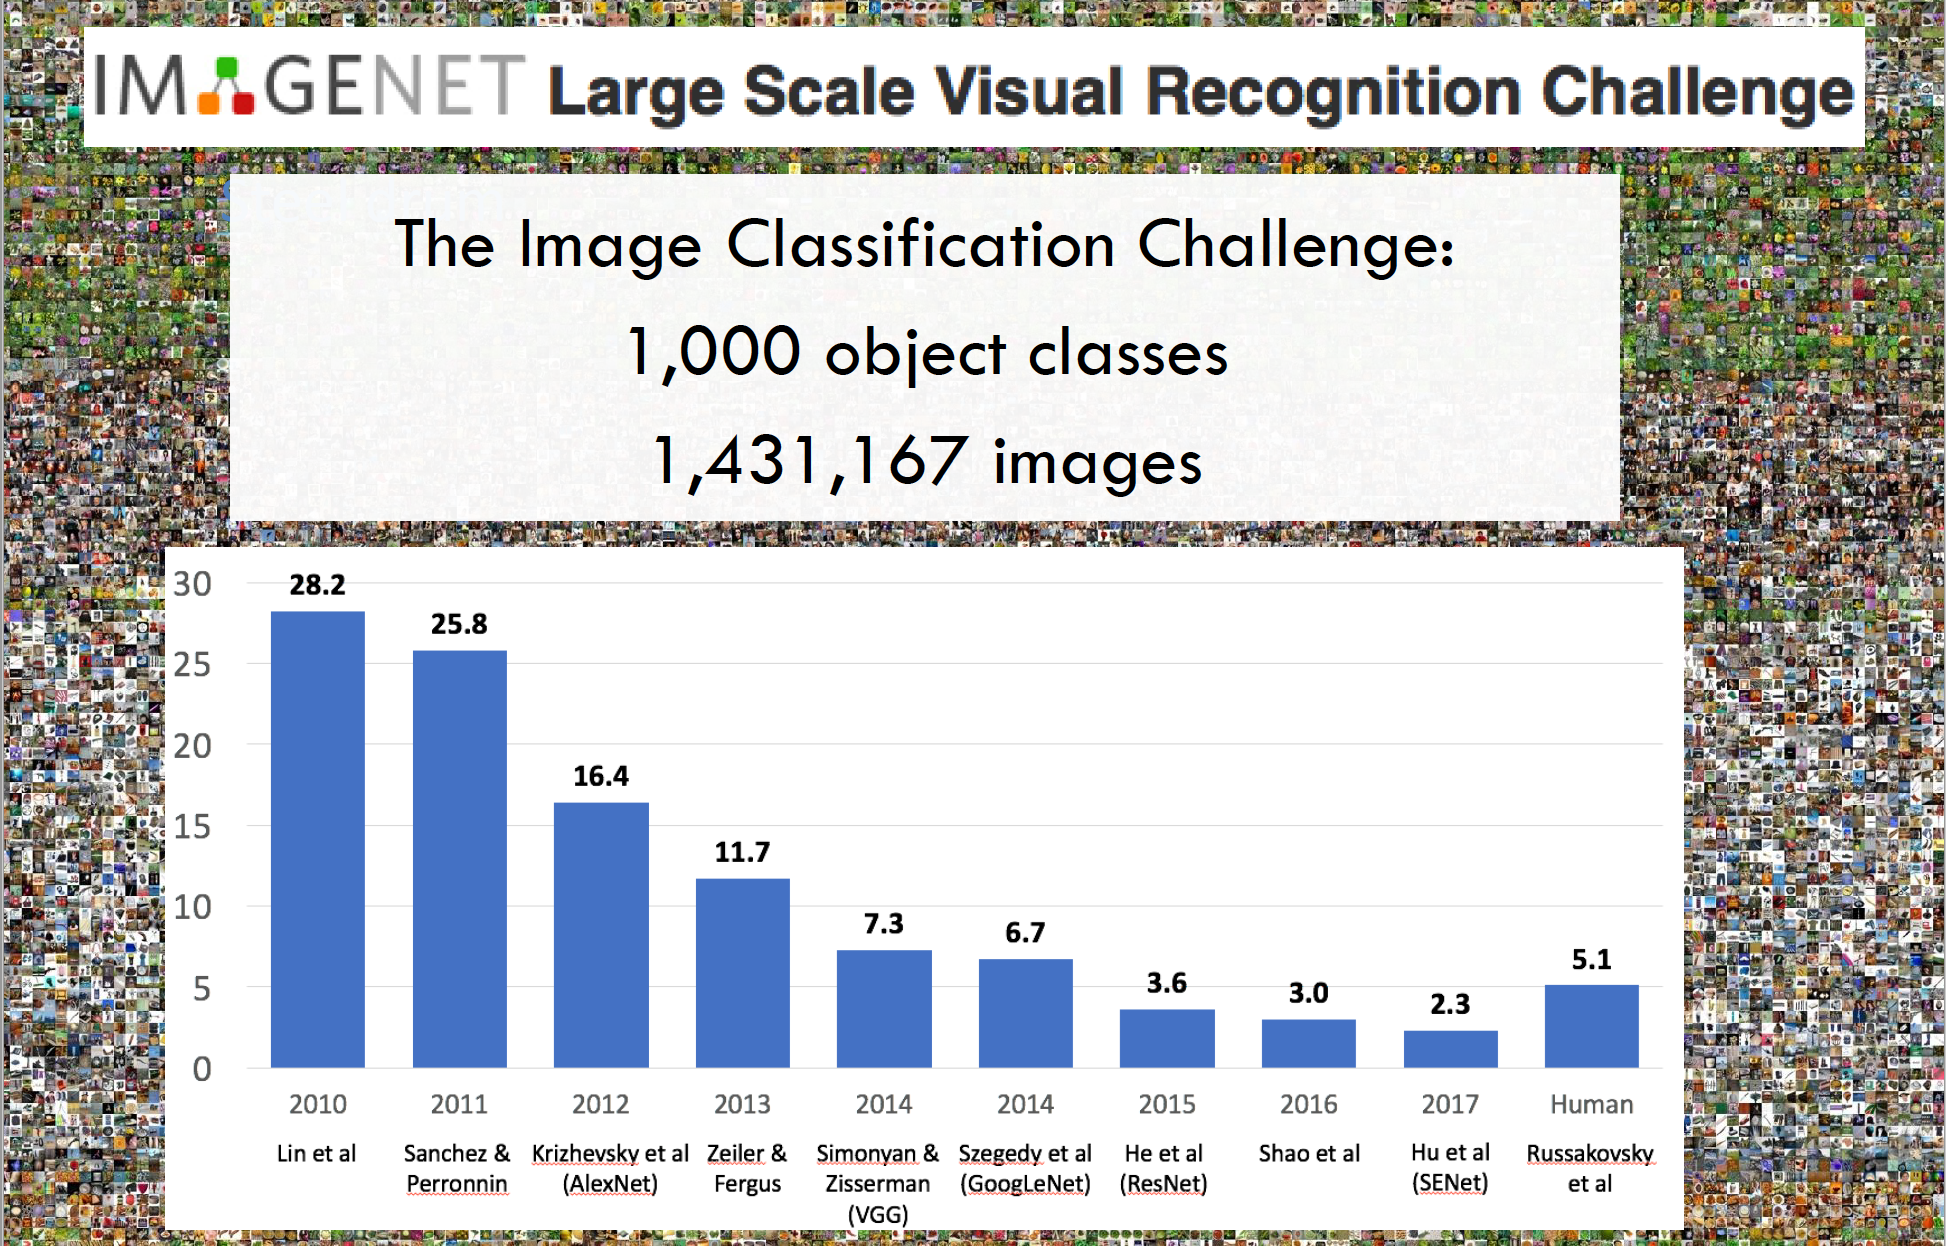 IMAGENET Large Scale Visual Recognition Challenge
The Image Classification Challenge:
1,000 object classes
1,431,167 images
30
25
20
15
10
5
0
28.2
25.8
16.4
11.7
7.3
6.7
3.6
3.0
2.3
5.1
2010
2011
2012
2013
2014
2014
2015
2016
2017
Human
Lin et al
Sanchez &
Perronnin
Krizhevsky et al
(AlexNet)
Zeiler &
Fergus
Simonyan &
Zisserman
(VGG)
Szegedy et al
(GoogLeNet)
He et al
(ResNet)
Shao et al
Hu et al
(SENet)
Russakovsky
et al